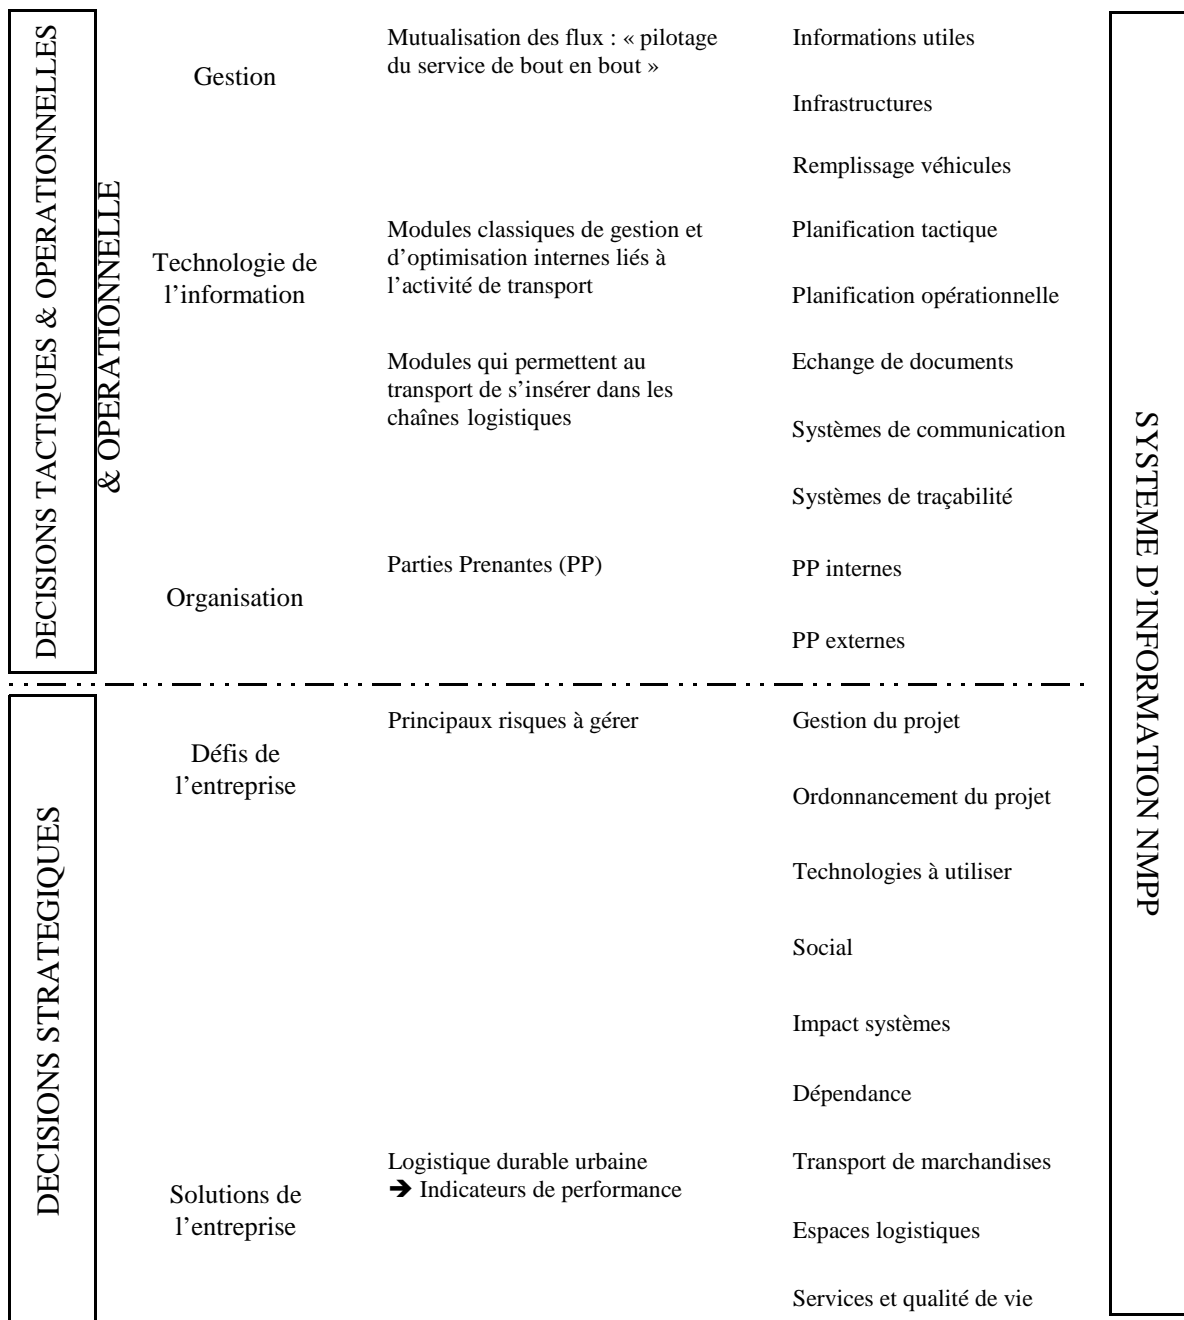 DECISIONS TACTIQUES & OPERATIONNELLES
& OPERATIONNELLE
Gestion
Mutualisation des flux : « pilotage
du service de bout en bout »
Informations utiles
Infrastructures
Remplissage véhicules
Technologie de
l’information
Modules classiques de gestion et
d’optimisation internes liés à
l’activité de transport
Planification tactique
Planification opérationnelle
Modules qui permettent au
transport de s’insérer dans les
chaînes logistiques
Echange de documents
Systèmes de communication
Systèmes de traçabilité
Organisation
Parties Prenantes (PP)
PP internes
PP externes
DECISIONS STRATEGIQUES
Défis de
l’entreprise
Principaux risques à gérer
Gestion du projet
Ordonnancement du projet
Technologies à utiliser
Social
Impact systèmes
Dépendance
Solutions de
l’entreprise
Logistique durable urbaine
➔ Indicateurs de performance
Transport de marchandises
Espaces logistiques
Services et qualité de vie
SYSTEME D’INFORMATION NMPP